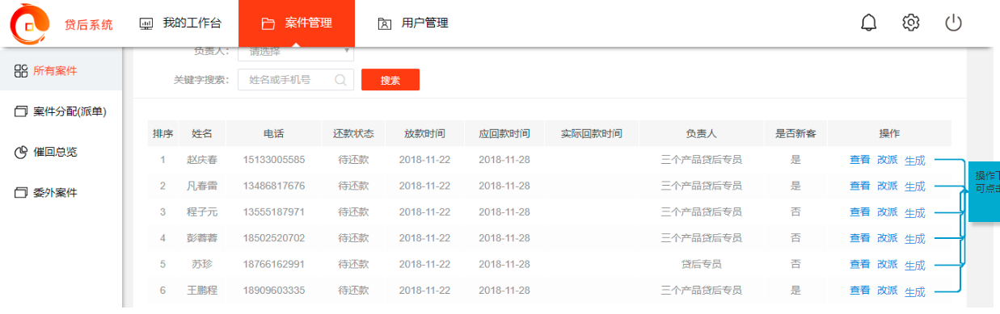 贷后系统 我的工作台 案件管理 用户管理
所有案件
案件分配(派单)
催回总览
委外案件
负责人: 请选择
关键字搜索: 姓名或手机号 搜索
排序 姓名 电话 还款状态 放款时间 应回款时间 实际回款时间 负责人 是否新客 操作
1 赵庆春 15133005585 待还款 2018-11-22 2018-11-28 三个产品贷后专员 是 查看 改派 生成
2 凡春雷 13486817676 待还款 2018-11-22 2018-11-28 三个产品贷后专员 是 查看 改派 生成
3 程子元 13555187971 待还款 2018-11-22 2018-11-28 三个产品贷后专员 否 查看 改派 生成
4 彭蓉蓉 18502520702 待还款 2018-11-22 2018-11-28 三个产品贷后专员 否 查看 改派 生成
5 苏珍 18766162991 待还款 2018-11-22 2018-11-28 贷后专员 否 查看 改派 生成
6 王鹏程 18909603335 待还款 2018-11-22 2018-11-28 三个产品贷后专员 是 查看 改派 生成
操作
可点